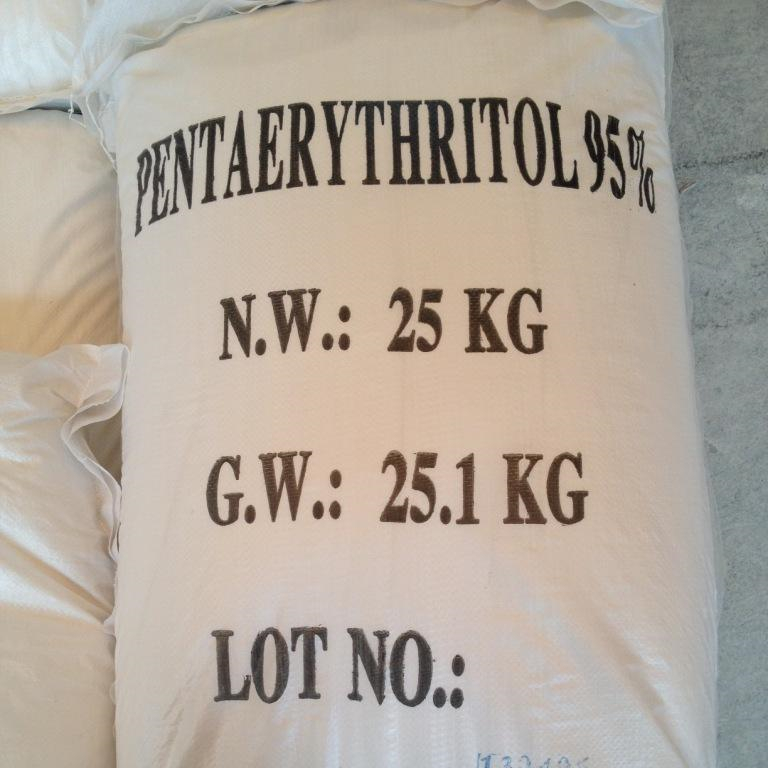 PENTAERYTHRITOL 95%
N.W.: 25 KG
G.W.: 25.1 KG
LOT NO.: